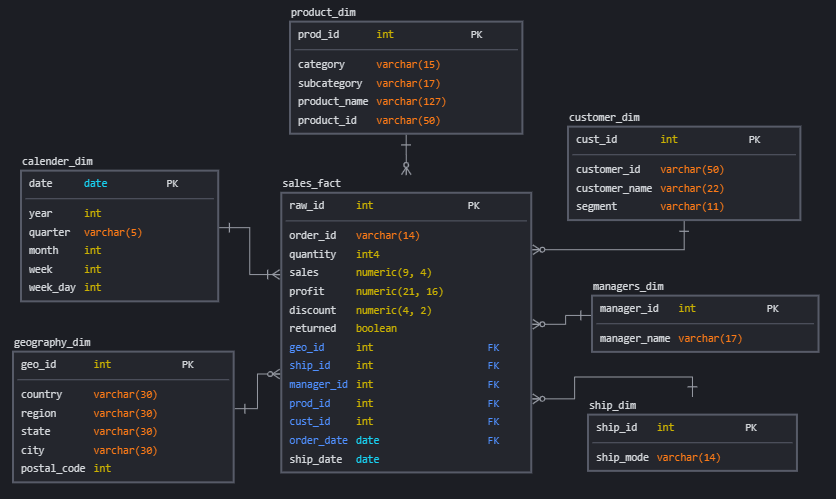 product_dim
prod_id int PK
category varchar(15)
subcategory varchar(17)
product_name varchar(127)
product_id varchar(50)
customer_dim
cust_id int PK
customer_id varchar(50)
customer_name varchar(22)
segment varchar(11)
calender_dim
date date PK
year int
quarter varchar(5)
month int
week int
week_day int
sales_fact
raw_id int PK
order_id varchar(14)
quantity int4
sales numeric(9, 4)
profit numeric(21, 16)
discount numeric(4, 2)
returned boolean
geo_id int FK
ship_id int FK
manager_id int FK
prod_id int FK
cust_id int FK
order_date date FK
ship_date date
managers_dim
manager_id int PK
manager_name varchar(17)
geography_dim
geo_id int PK
country varchar(30)
region varchar(30)
state varchar(30)
city varchar(30)
postal_code int
ship_dim
ship_id int PK
ship_mode varchar(14)